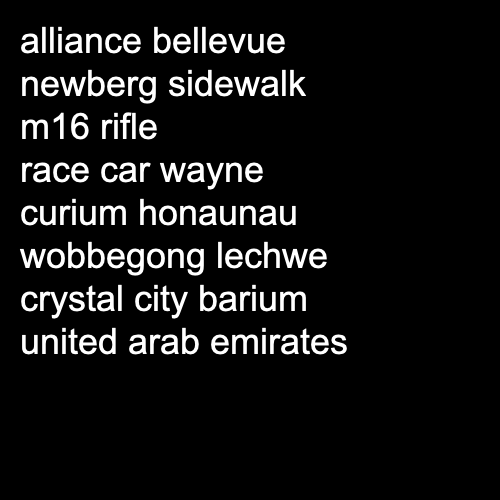 alliance bellevue
newberg sidewalk
m16 rifle
race car wayne
curium honaunau
wobbegong lechwe
crystal city barium
united arab emirates